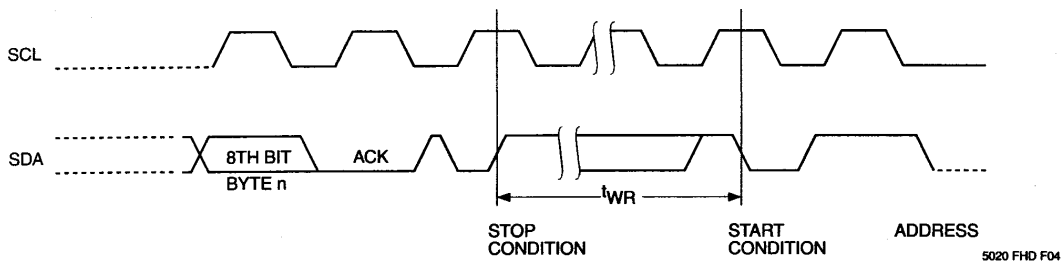 SCL
SDA
8TH BIT
ACK
BYTE n
tWR
STOP
CONDITION
START
CONDITION
ADDRESS
5020 FHD F04